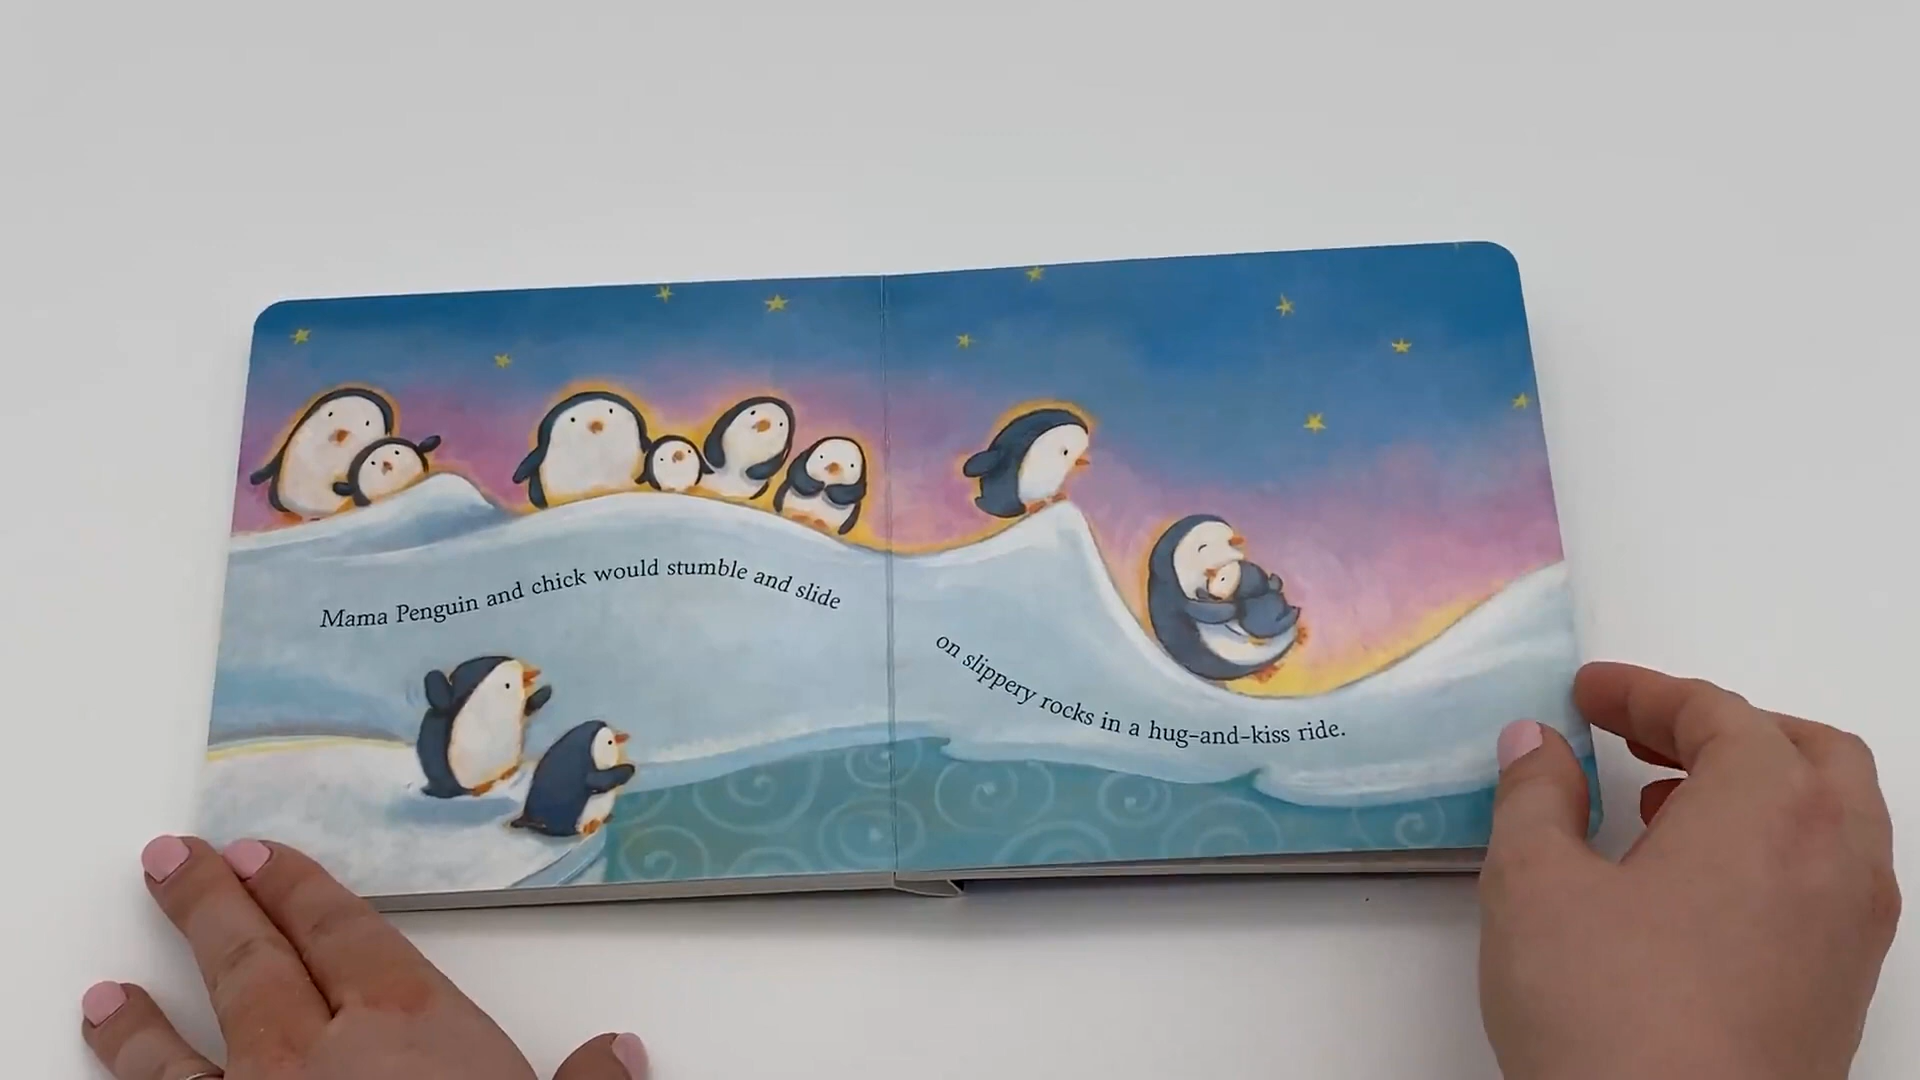 Mama Penguin and chick would stumble and slide
on slippery rocks in a hug-and-kiss ride.